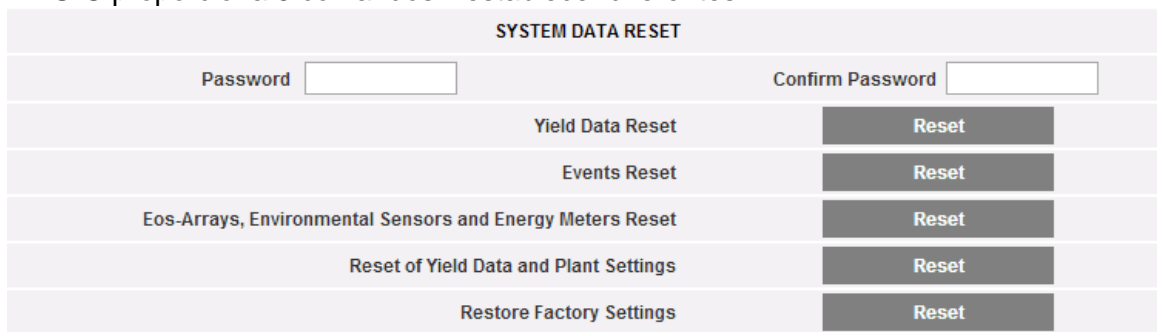 SYSTEM DATA RESET
Password Confirm Password
Yield Data Reset Reset
Events Reset Reset
Eos-Arrays, Environmental Sensors and Energy Meters Reset Reset
Reset of Yield Data and Plant Settings Reset
Restore Factory Settings Reset